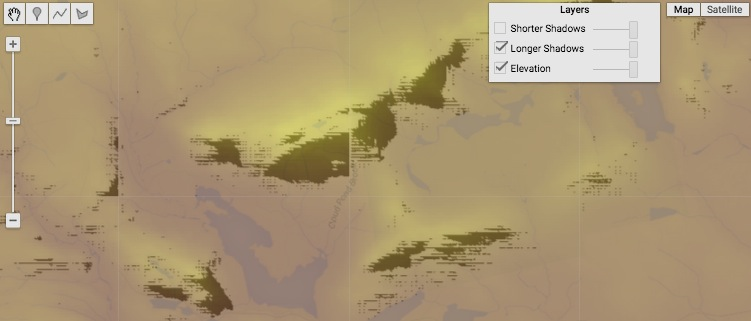 Layers
Shorter Shadows
Longer Shadows
Elevation
Map Satellite